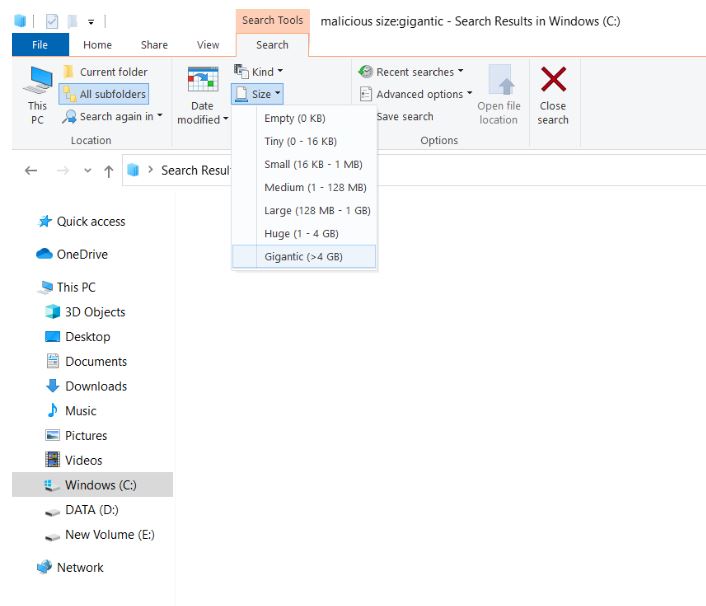 Search Tools
malicious size:gigantic - Search Results in Windows (C:)
File
Home
Share
View
Search
This PC
Current folder
All subfolders
Search again in
Location
Date modified
Kind
Size
Recent searches
Advanced options
Save search
Open file location
Options
Close search
Empty (0 KB)
Tiny (0 - 16 KB)
Small (16 KB - 1 MB)
Medium (1 - 128 MB)
Large (128 MB - 1 GB)
Huge (1 - 4 GB)
Gigantic (>4 GB)
Search Resul
Quick access
OneDrive
This PC
3D Objects
Desktop
Documents
Downloads
Music
Pictures
Videos
Windows (C:)
DATA (D:)
New Volume (E:)
Network